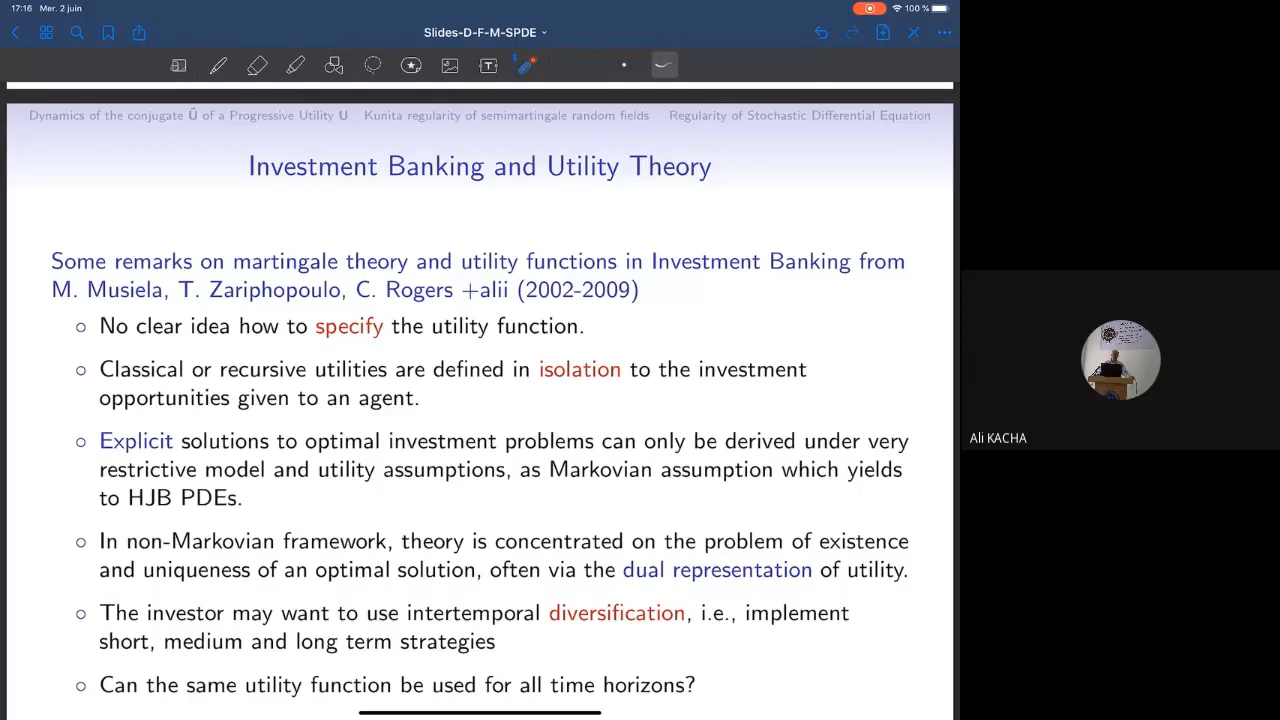 17:16 Mer. 2 juin
100 %
Slides-D-F-M-SPDE
Dynamics of the conjugate Ũ of a Progressive Utility U Kunita regularity of semimartingale random fields Regularity of Stochastic Differential Equation
Investment Banking and Utility Theory
Some remarks on martingale theory and utility functions in Investment Banking from
M. Musiela, T. Zariphopoulo, C. Rogers +alii (2002-2009)
No clear idea how to specify the utility function.
Classical or recursive utilities are defined in isolation to the investment
opportunities given to an agent.
Explicit solutions to optimal investment problems can only be derived under very
restrictive model and utility assumptions, as Markovian assumption which yields
to HJB PDEs.
In non-Markovian framework, theory is concentrated on the problem of existence
and uniqueness of an optimal solution, often via the dual representation of utility.
The investor may want to use intertemporal diversification, i.e., implement
short, medium and long term strategies
Can the same utility function be used for all time horizons?
Ali KACHA